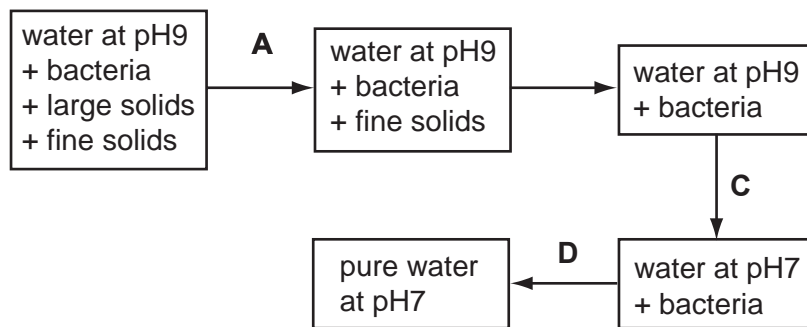 water at pH9
+ bacteria
+ large solids
+ fine solids
A
water at pH9
+ bacteria
+ fine solids
water at pH9
+ bacteria
C
water at pH7
+ bacteria
D
pure water
at pH7